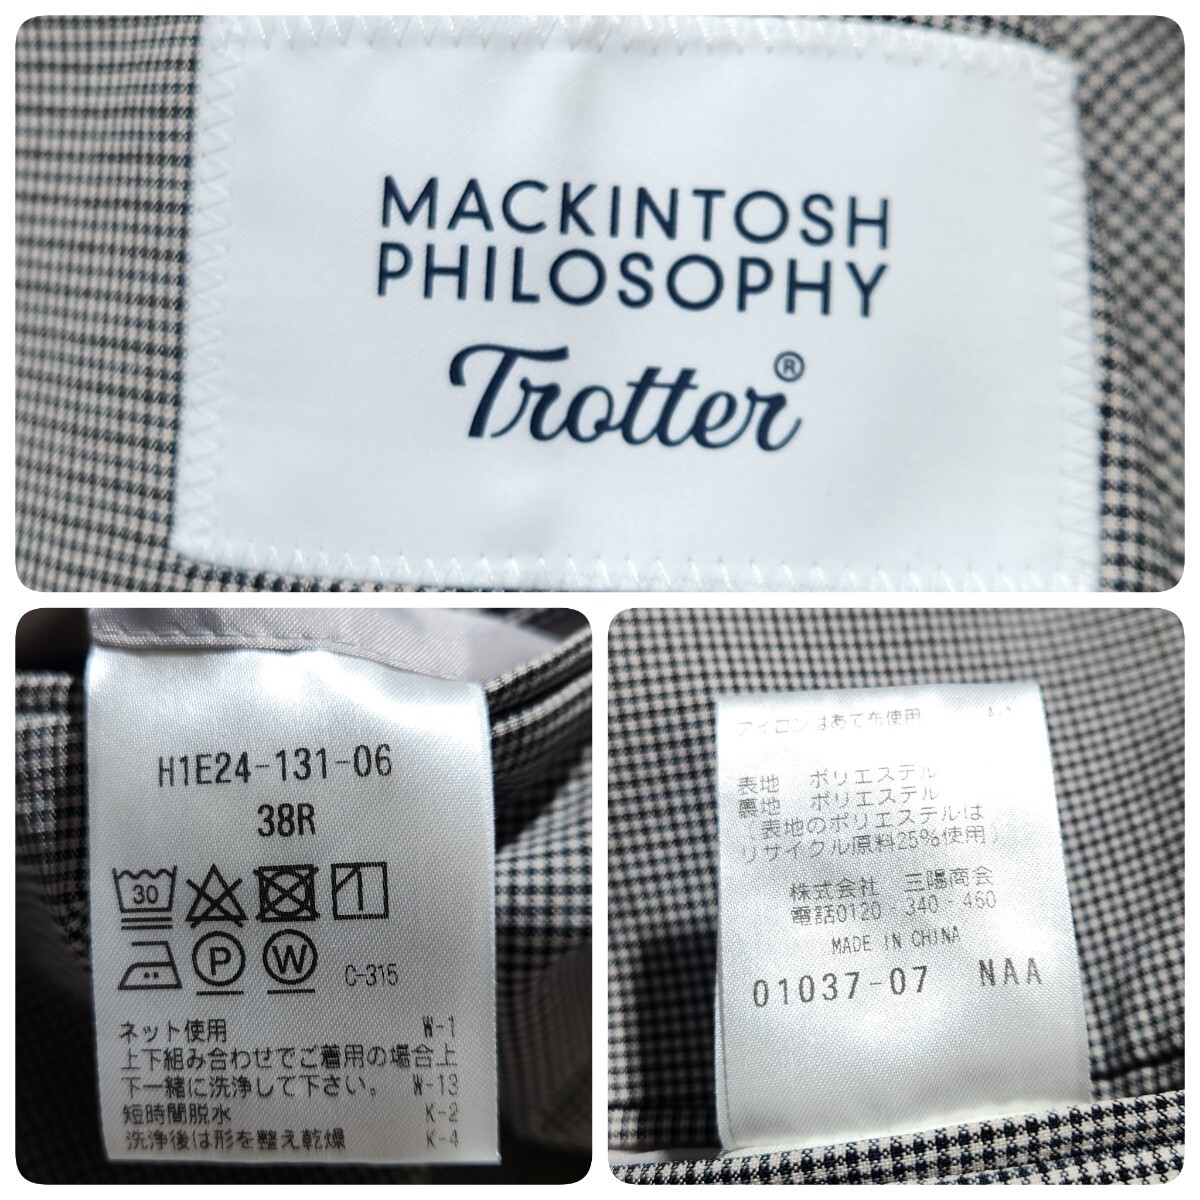 MACKINTOSH
PHILOSOPHY
Trotter®
H1E24-131-06
38R
30
P W C-315
ネット使用 W-1
上下組み合わせでご着用の場合上
下一緒に洗浄して下さい。 W-13
短時間脱水 K-2
洗浄後は形を整え乾燥 K-4
アイロンはあて布使用 A-1
表地 ポリエステル
裏地 ポリエステル
(表地のポリエステルは
リサイクル原料25%使用)
株式会社 三陽商会
電話0120-340-460
MADE IN CHINA
01037-07 NAA